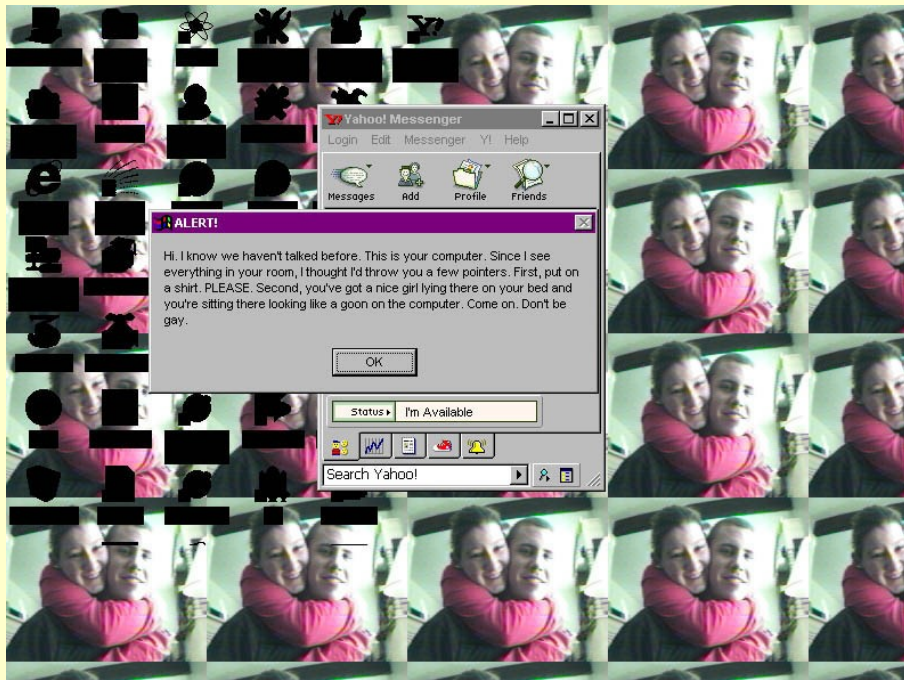 Yahoo! Messenger
Login Edit Messenger Y! Help
Messages Add Profile Friends
ALERT!
Hi. I know we haven't talked before. This is your computer. Since I see
everything in your room, I thought I'd throw you a few pointers. First, put on
a shirt. PLEASE. Second, you've got a nice girl lying there on your bed and
you're sitting there looking like a goon on the computer. Come on. Don't be
gay.
OK
Status I'm Available
Search Yahoo!